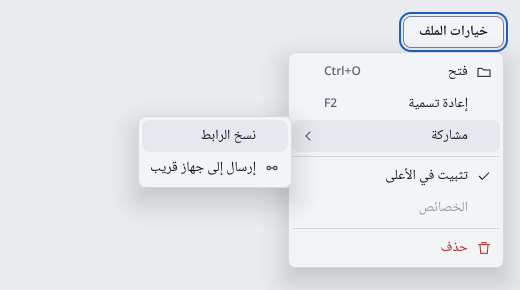 خيارات الملف
فتح Ctrl+O
إعادة تسمية F2
مشاركة
نسخ الرابط
إرسال إلى جهاز قريب
تثبيت في الأعلى
الخصائص
حذف